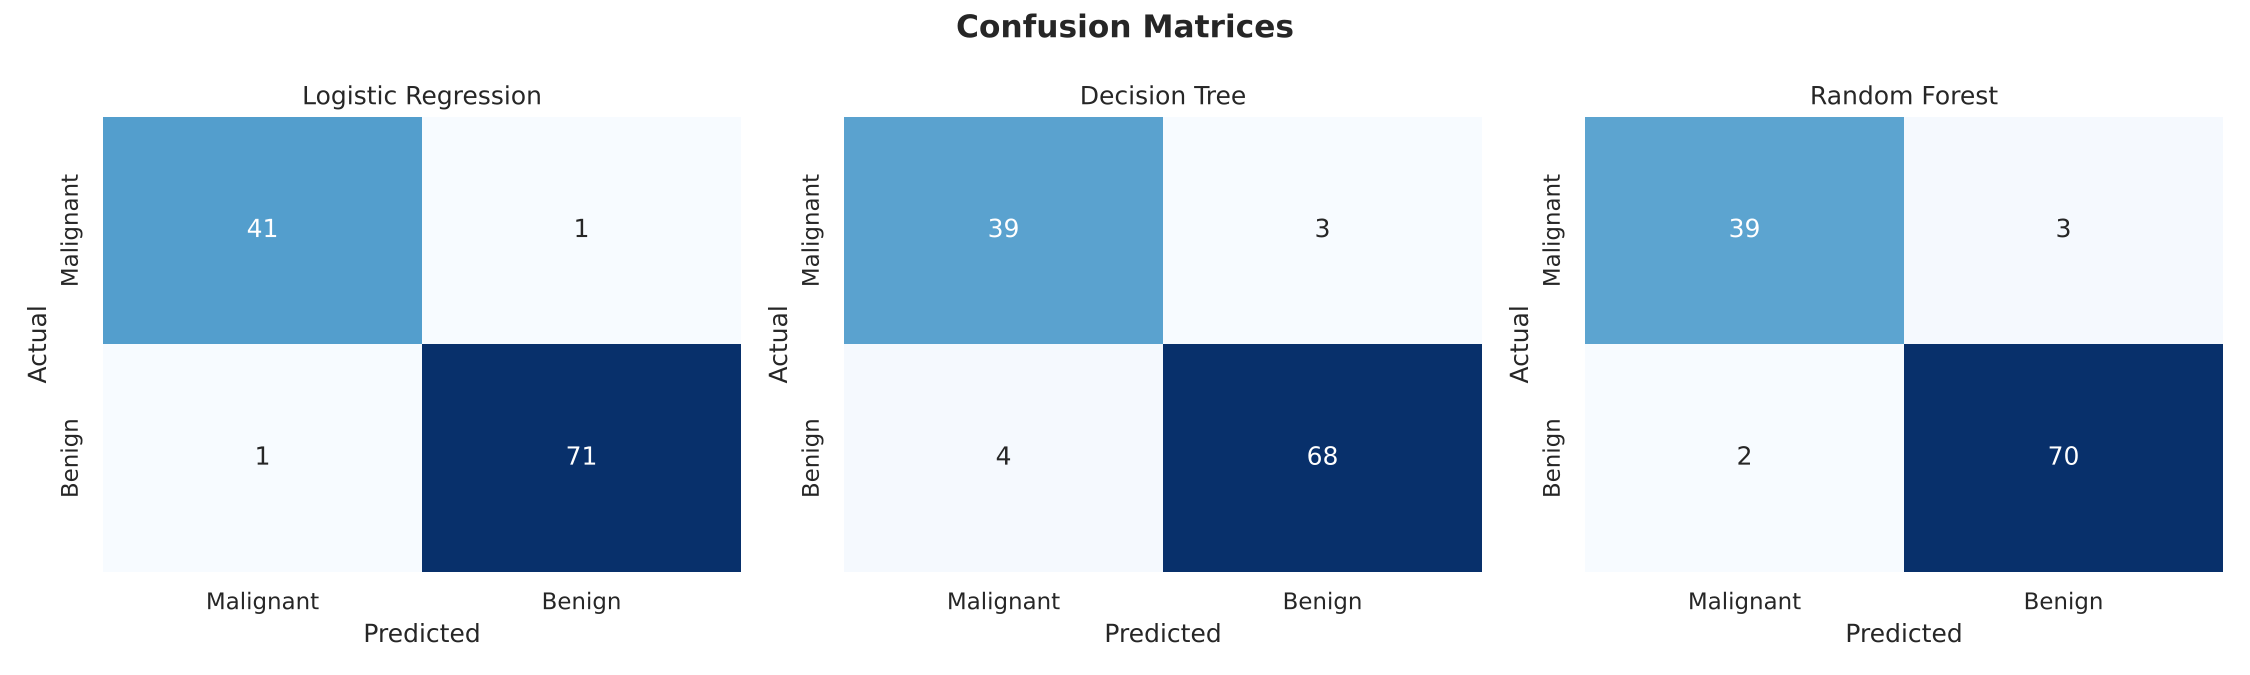 Confusion Matrices
Logistic Regression
Actual
Malignant
41
1
Benign
1
71
Malignant
Benign
Predicted
Decision Tree
Actual
Malignant
39
3
Benign
4
68
Malignant
Benign
Predicted
Random Forest
Actual
Malignant
39
3
Benign
2
70
Malignant
Benign
Predicted